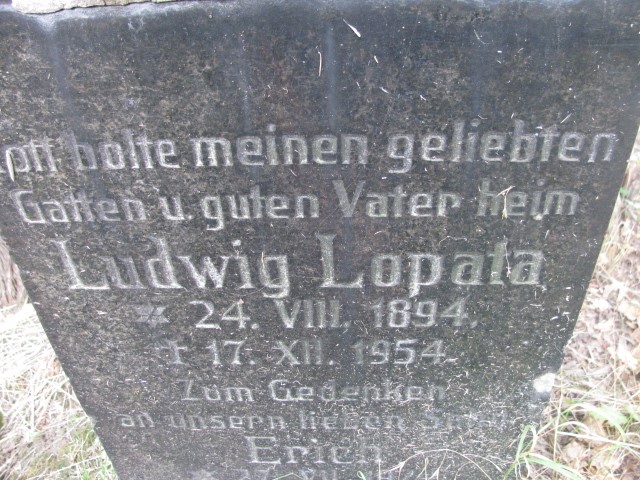 ott holte meinen geliebten
Gatten u. guten Vater heim
Ludwig Lopata
* 24. VIII. 1894.
† 17. XII. 1954.
Zum Gedenken
an unsern lieben
Erich